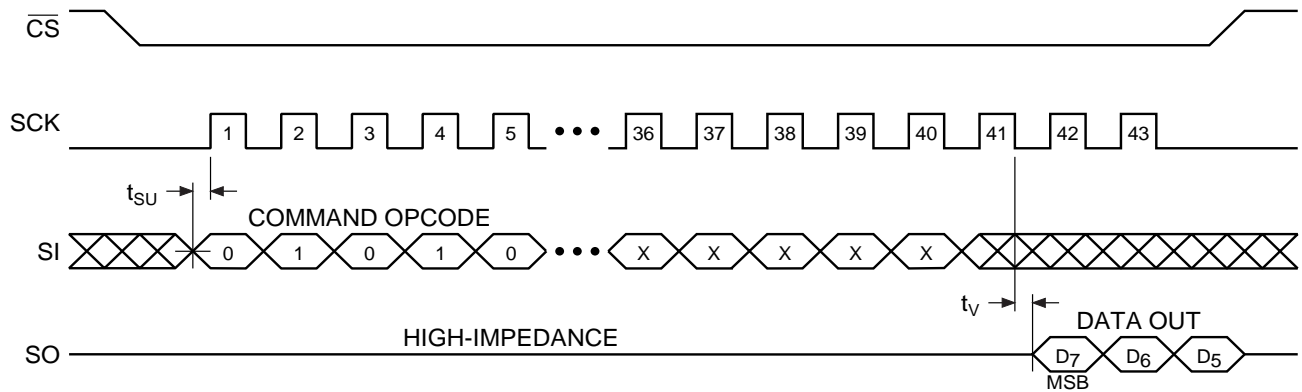 CS
SCK
1 2 3 4 5 ••• 36 37 38 39 40 41 42 43
tSU
COMMAND OPCODE
SI
0 1 0 1 0 ••• X X X X X
tV
HIGH-IMPEDANCE
DATA OUT
SO
D7 D6 D5
MSB